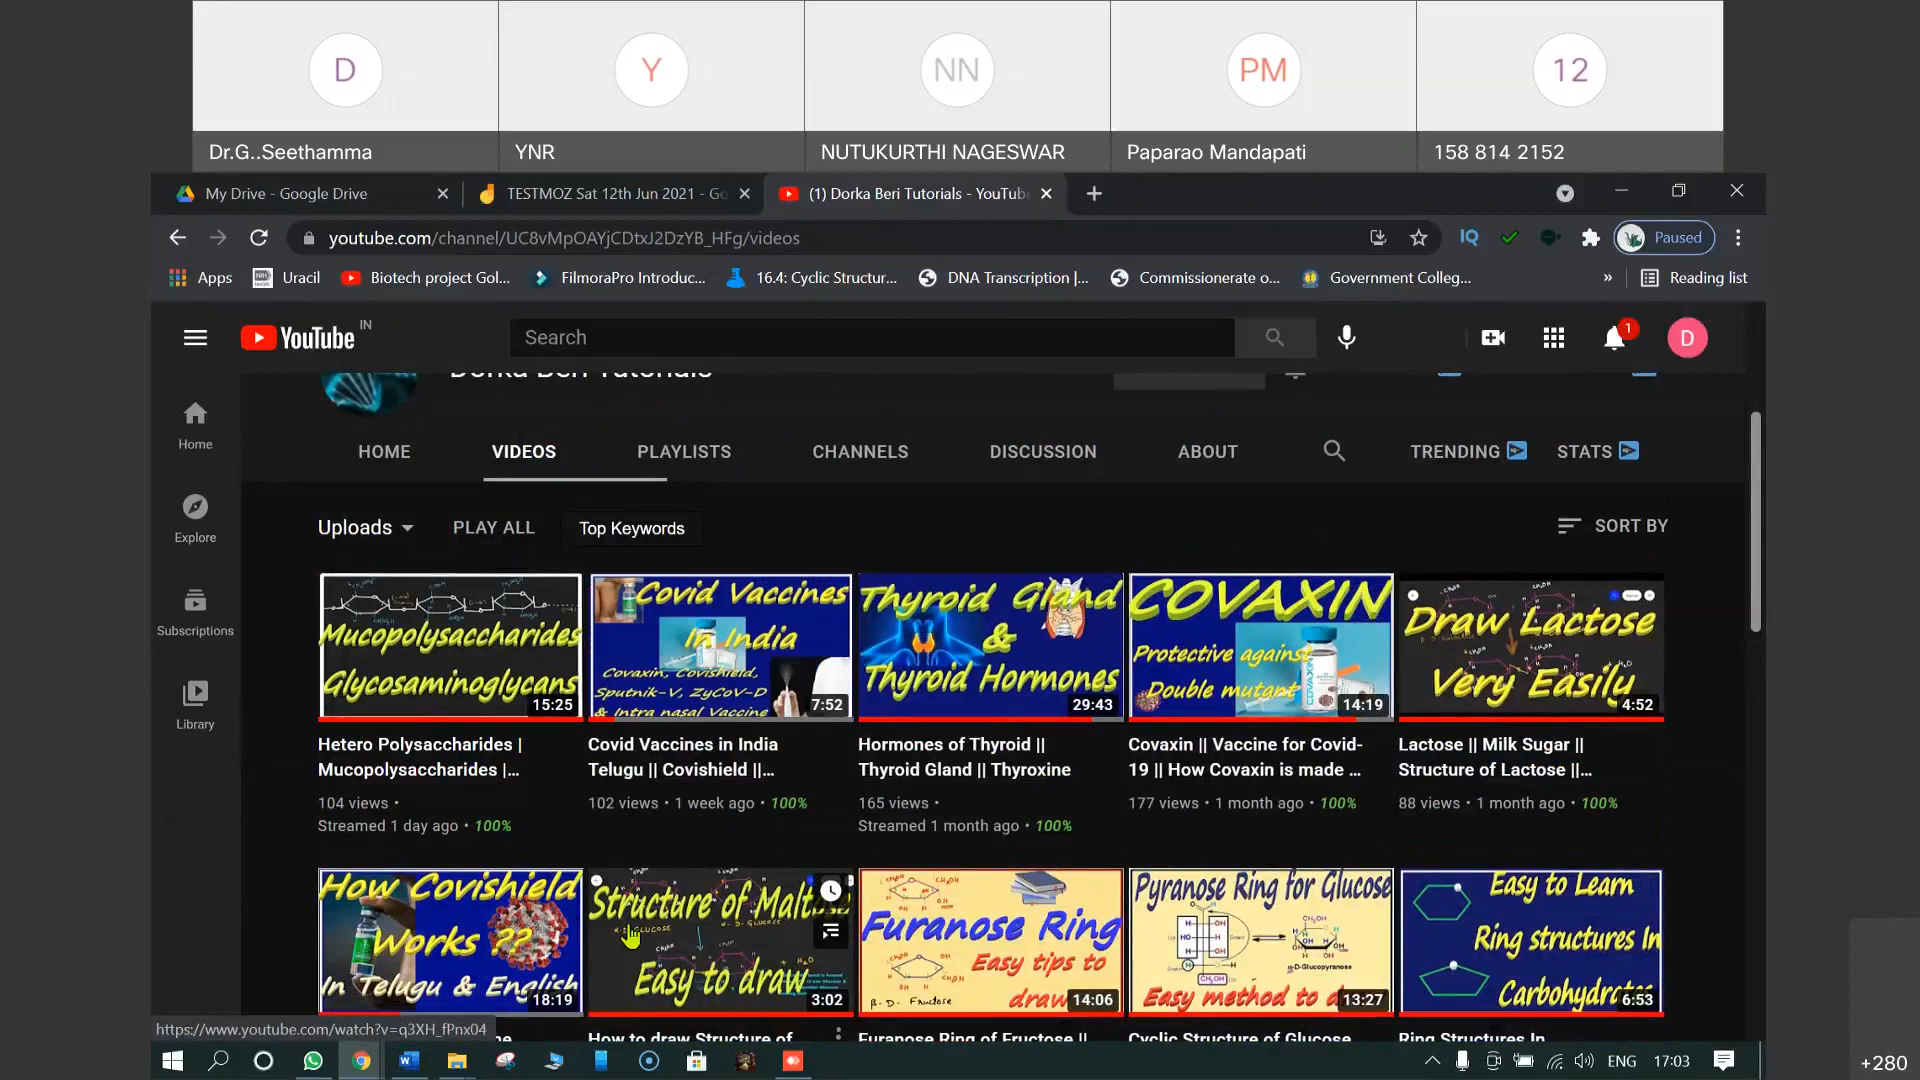 D
Y
NN
PM
12
Dr.G..Seethamma
YNR
NUTUKURTHI NAGESWAR
Paparao Mandapati
158 814 2152
My Drive - Google Drive
TESTMOZ Sat 12th Jun 2021 - Go
(1) Dorka Beri Tutorials - YouTube
youtube.com/channel/UC8vMpOAYjCDtxJ2DzYB_HFg/videos
IQ
Paused
Apps
Uracil
Biotech project Gol...
FilmoraPro Introduc...
16.4: Cyclic Structur...
DNA Transcription |...
Commissionerate o...
Government Colleg...
»
Reading list
YouTube IN
Search
1
D
Dorka Beri Tutorials
Home
Explore
Subscriptions
Library
HOME
VIDEOS
PLAYLISTS
CHANNELS
DISCUSSION
ABOUT
TRENDING
STATS
Uploads
PLAY ALL
Top Keywords
SORT BY
Mucopolysaccharides
Glycosaminoglycans
15:25
Covid Vaccines
In India
Covaxin, Covishield,
Sputnik-V, ZyCoV-D
& Intra nasal Vaccine
7:52
Thyroid Gland
&
Thyroid Hormones
29:43
COVAXIN
Protective against
Double mutant
COVAXIN
14:19
Draw Lactose
Very Easily
4:52
Hetero Polysaccharides |
Mucopolysaccharides |...
104 views •
Streamed 1 day ago • 100%
Covid Vaccines in India
Telugu || Covishield ||...
102 views • 1 week ago • 100%
Hormones of Thyroid ||
Thyroid Gland || Thyroxine
165 views •
Streamed 1 month ago • 100%
Covaxin || Vaccine for Covid-
19 || How Covaxin is made ...
177 views • 1 month ago • 100%
Lactose || Milk Sugar ||
Structure of Lactose ||...
88 views • 1 month ago • 100%
How Covishield
Works ??
In Telugu & English
18:19
Structure of Maltose
Easy to draw
3:02
Furanose Ring
Easy tips to
draw
β-D- Fructose
14:06
Pyranose Ring for Glucose
α-D-Glucopyranose
Easy method to
13:27
Easy to Learn
Ring structures In
Carbohydrates
6:53
https://www.youtube.com/watch?v=q3XH_fPnx04
How to draw Structure of
Furanose Ring of Fructose ||
Cyclic Structure of Glucose
Ring Structures In
ENG
17:03
+280